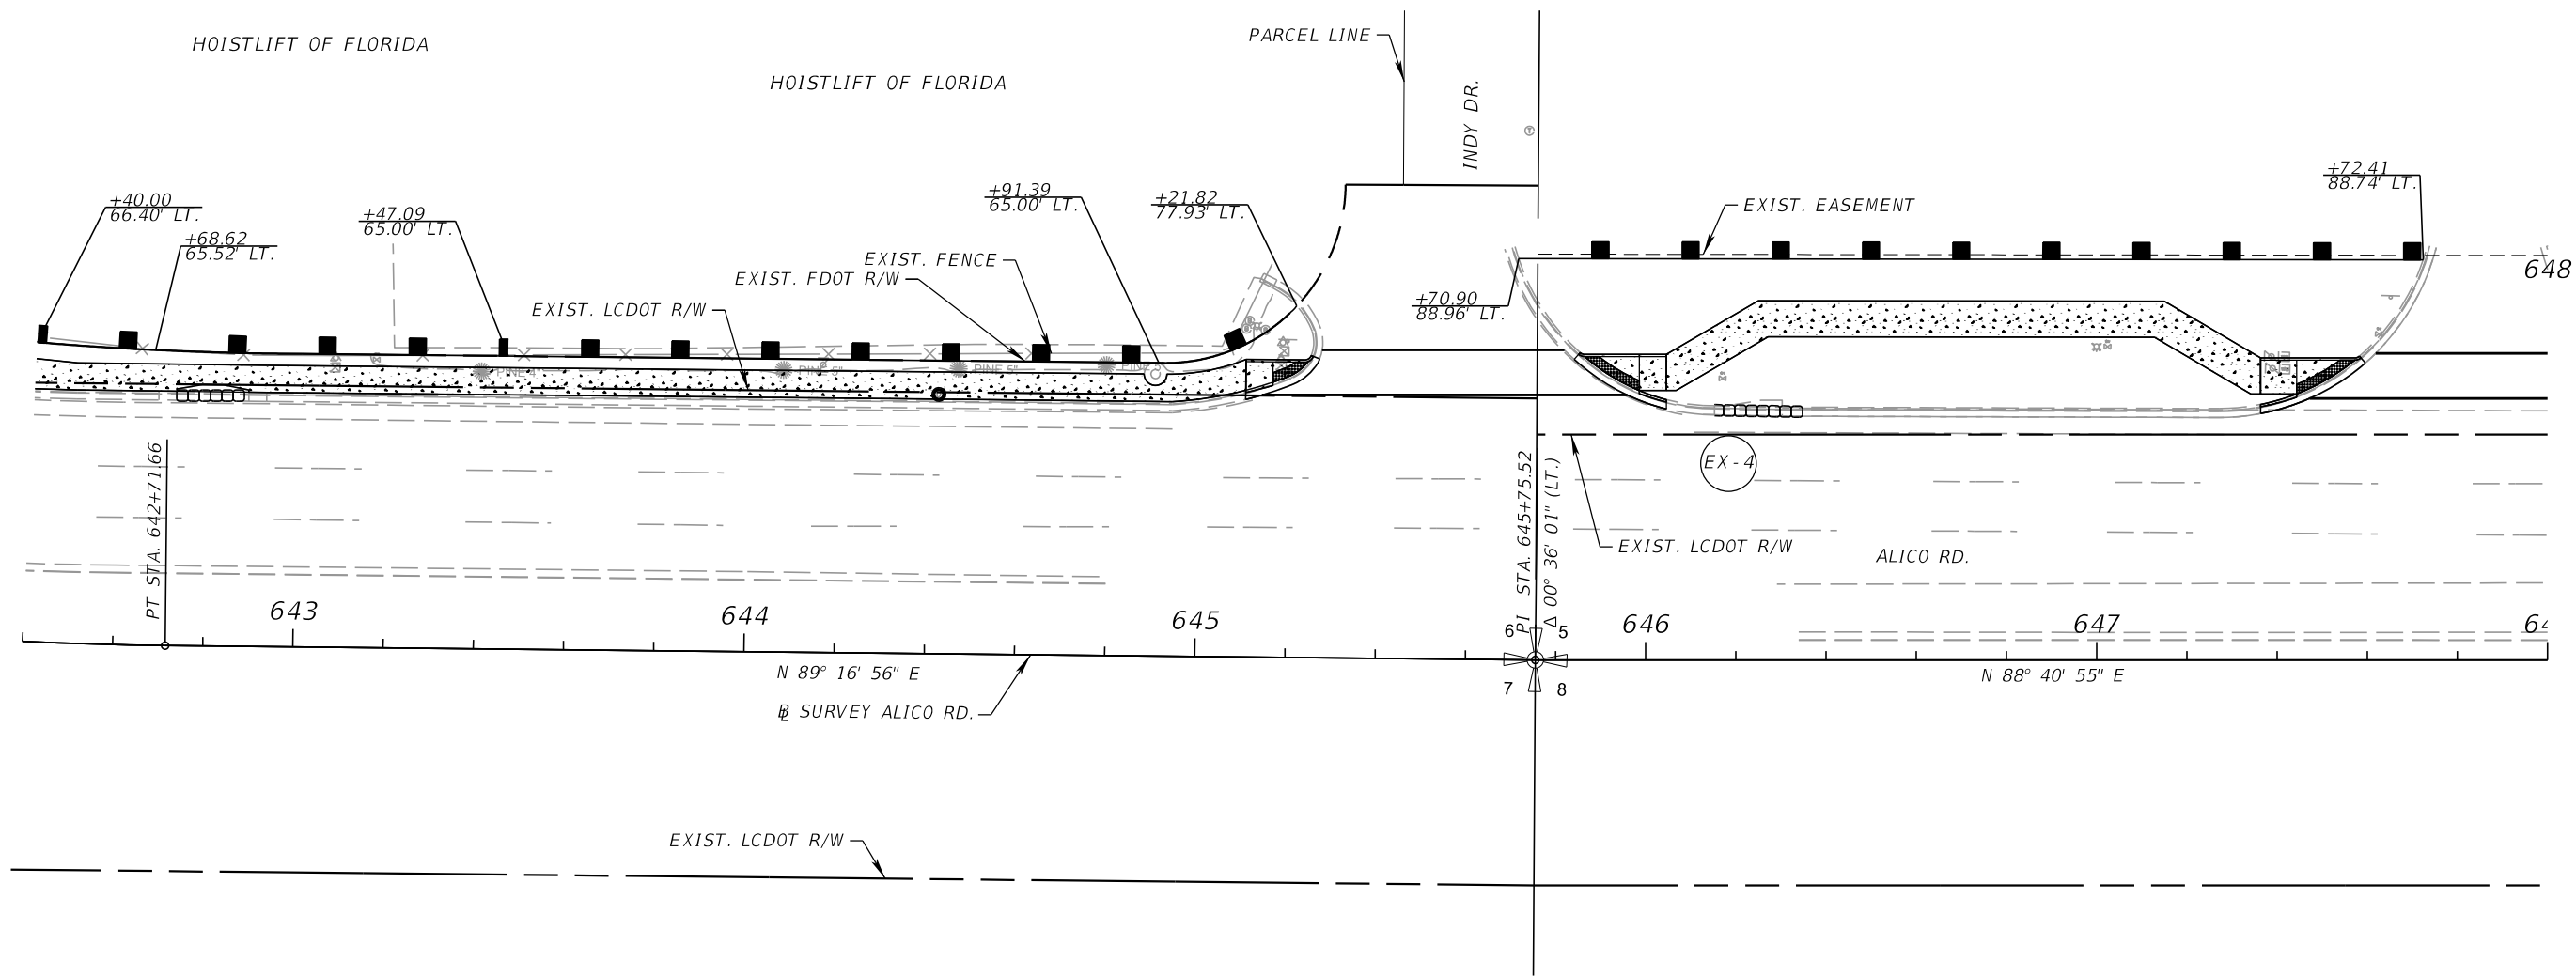 HOISTLIFT OF FLORIDA
HOISTLIFT OF FLORIDA
PARCEL LINE
INDY DR.
+40.00
66.40' LT.
+68.62
65.52' LT.
+47.09
65.00' LT.
+91.39
65.00' LT.
+21.82
77.93' LT.
+72.41
88.74' LT.
EXIST. EASEMENT
EXIST. FENCE
EXIST. FDOT R/W
EXIST. LCDOT R/W
+70.90
88.96' LT.
648
PINE 5"
EX-4
PT STA. 642+71.66
PI STA. 645+75.52
Δ 00° 36' 01" (LT.)
EXIST. LCDOT R/W
ALICO RD.
643
644
645
646
647
6 5
7 8
N 89° 16' 56" E
N 88° 40' 55" E
BL SURVEY ALICO RD.
EXIST. LCDOT R/W